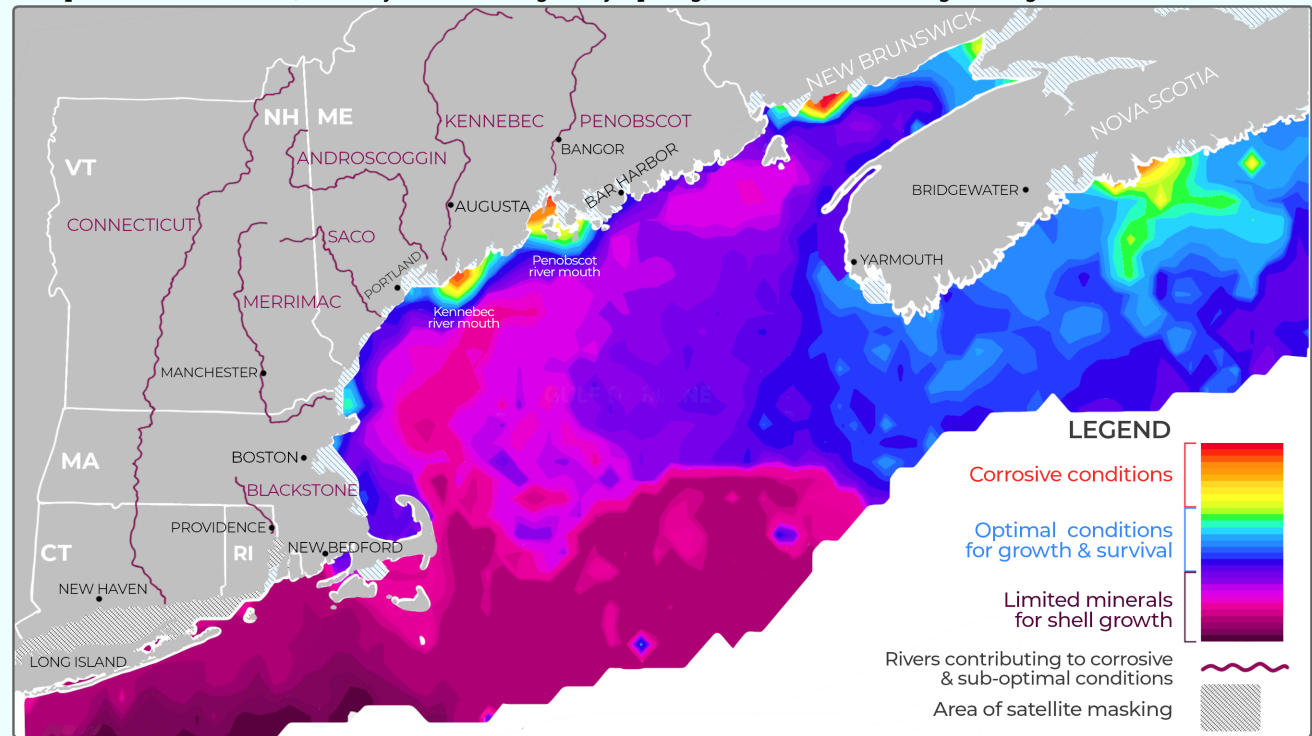 NEW BRUNSWICK
NOVA SCOTIA
NH
ME
KENNEBEC
PENOBSCOT
BANGOR
VT
ANDROSCOGGIN
BAR HARBOR
BRIDGEWATER
AUGUSTA
CONNECTICUT
SACO
PORTLAND
YARMOUTH
Penobscot
river mouth
MERRIMAC
Kennebec
river mouth
MANCHESTER
GULF OF MAINE
LEGEND
BOSTON
MA
BLACKSTONE
Corrosive conditions
PROVIDENCE
Optimal conditions
for growth & survival
CT
RI
NEW BEDFORD
NEW HAVEN
Limited minerals
for shell growth
LONG ISLAND
Rivers contributing to corrosive
& sub-optimal conditions
Area of satellite masking